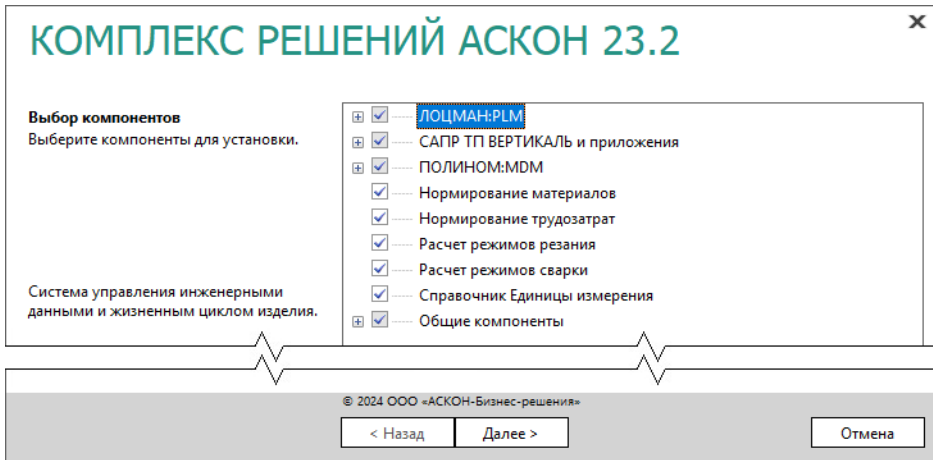 КОМПЛЕКС РЕШЕНИЙ АСКОН 23.2
Выбор компонентов
Выберите компоненты для установки.
Система управления инженерными
данными и жизненным циклом изделия.
ЛОЦМАН:PLM
САПР ТП ВЕРТИКАЛЬ и приложения
ПОЛИНОМ:MDM
Нормирование материалов
Нормирование трудозатрат
Расчет режимов резания
Расчет режимов сварки
Справочник Единицы измерения
Общие компоненты
© 2024 ООО «АСКОН-Бизнес-решения»
< Назад
Далее >
Отмена